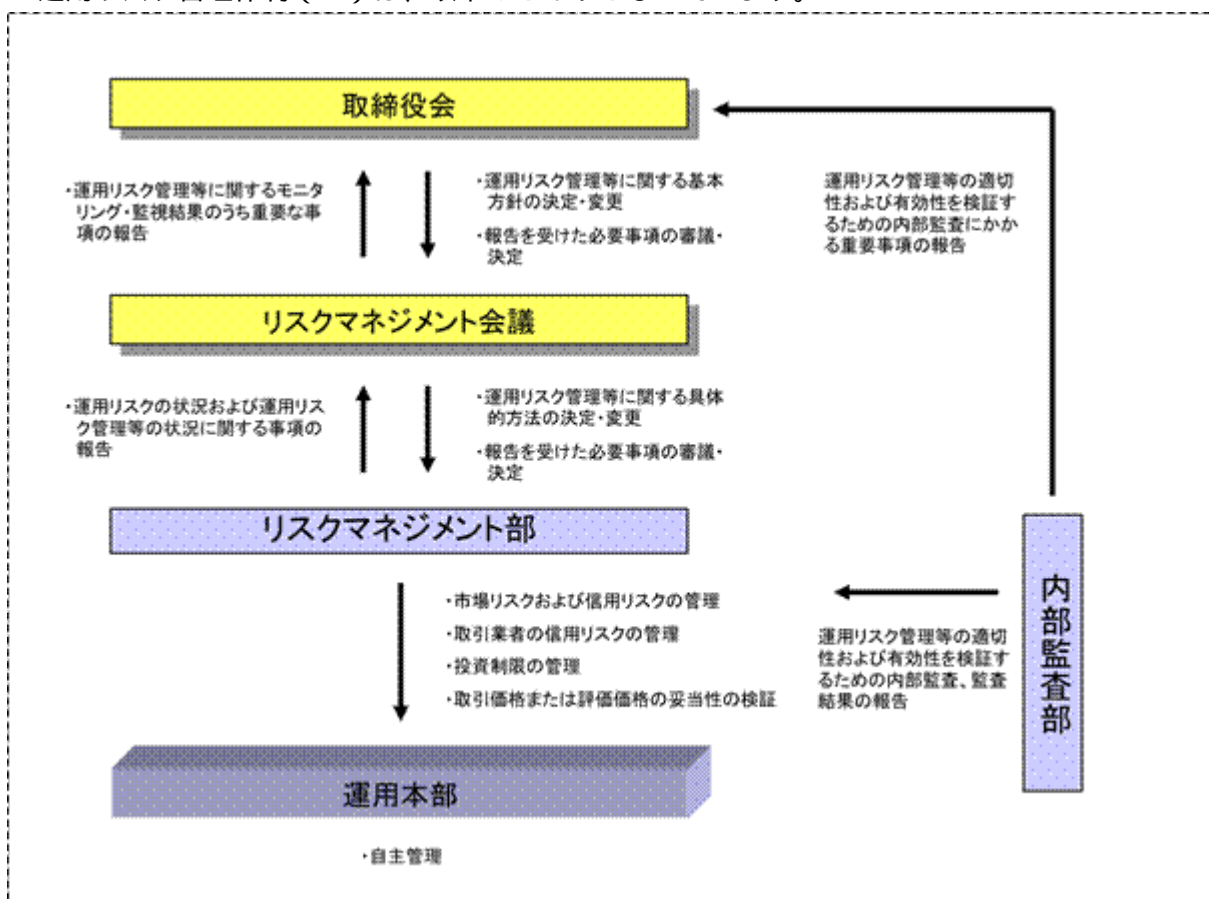 取締役会
・運用リスク管理等に関するモニタ
リング・監視結果のうち重要な事
項の報告
・運用リスク管理等に関する基本
方針の決定・変更
・報告を受けた必要事項の審議・
決定
運用リスク管理等の適切
性および有効性を検証す
るための内部監査にかか
る重要事項の報告
リスクマネジメント会議
・運用リスクの状況および運用リス
ク管理等の状況に関する事項の
報告
・運用リスク管理等に関する具体
的方法の決定・変更
・報告を受けた必要事項の審議・
決定
リスクマネジメント部
・市場リスクおよび信用リスクの管理
・取引業者の信用リスクの管理
・投資制限の管理
・取引価格または評価価格の妥当性の検証
運用リスク管理等の適切
性および有効性を検証す
るための内部監査、監査
結果の報告
内部監査部
運用本部
・自主管理